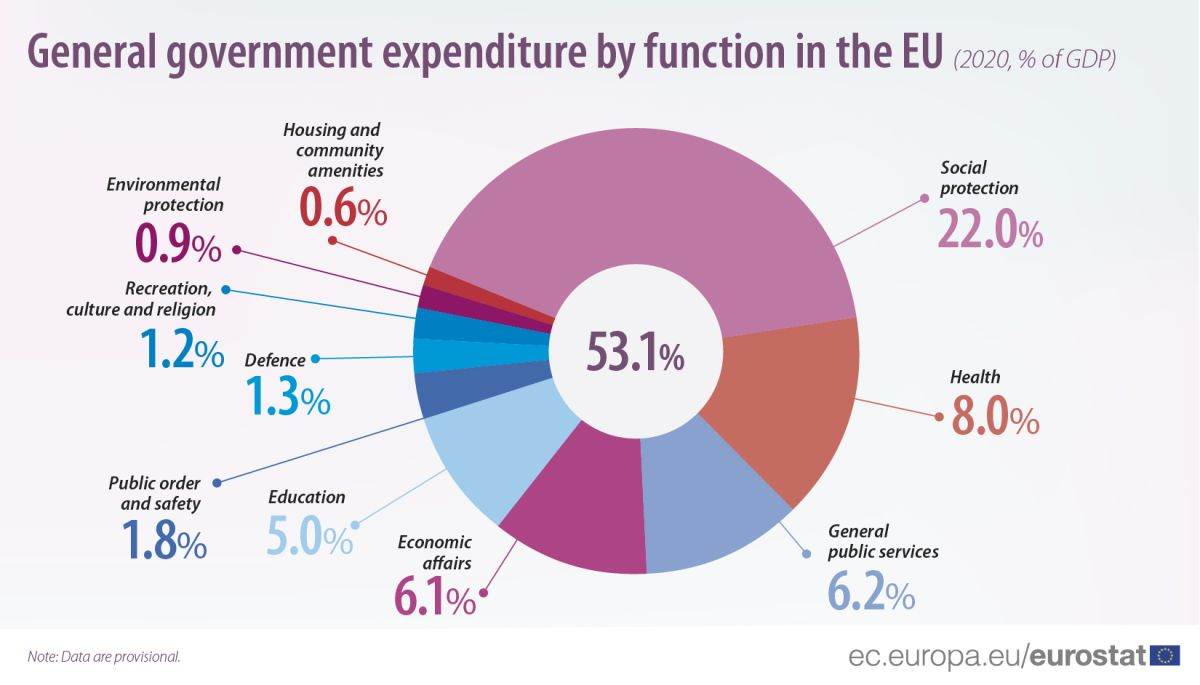 General government expenditure by function in the EU (2020, % of GDP)
Housing and
community
amenities
0.6%
Environmental
protection
0.9%
Recreation,
culture and religion
1.2%
Defence
1.3%
Public order
and safety
1.8%
Education
5.0%
Economic
affairs
6.1%
53.1%
Social
protection
22.0%
Health
8.0%
General
public services
6.2%
Note: Data are provisional.
ec.europa.eu/eurostat